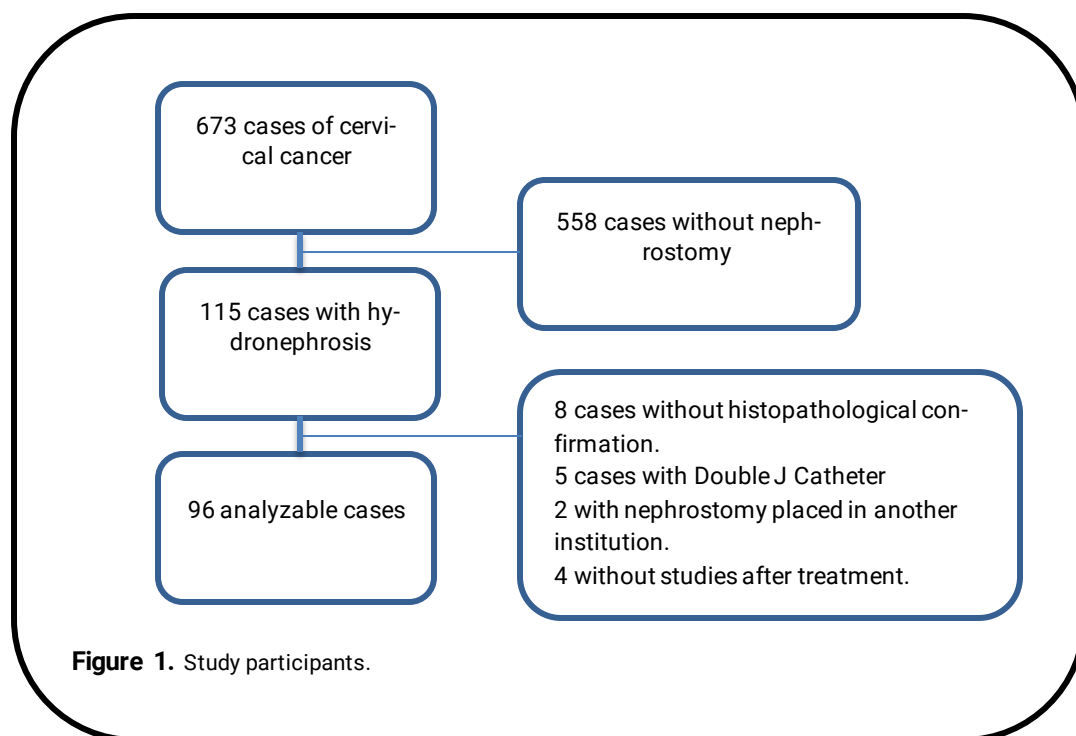 673 cases of cervi-
cal cancer
558 cases without neph-
rostomy
115 cases with hy-
dronephrosis
8 cases without histopathological con-
firmation.
5 cases with Double J Catheter
2 with nephrostomy placed in another
institution.
4 without studies after treatment.
96 analyzable cases
Figure 1. Study participants.